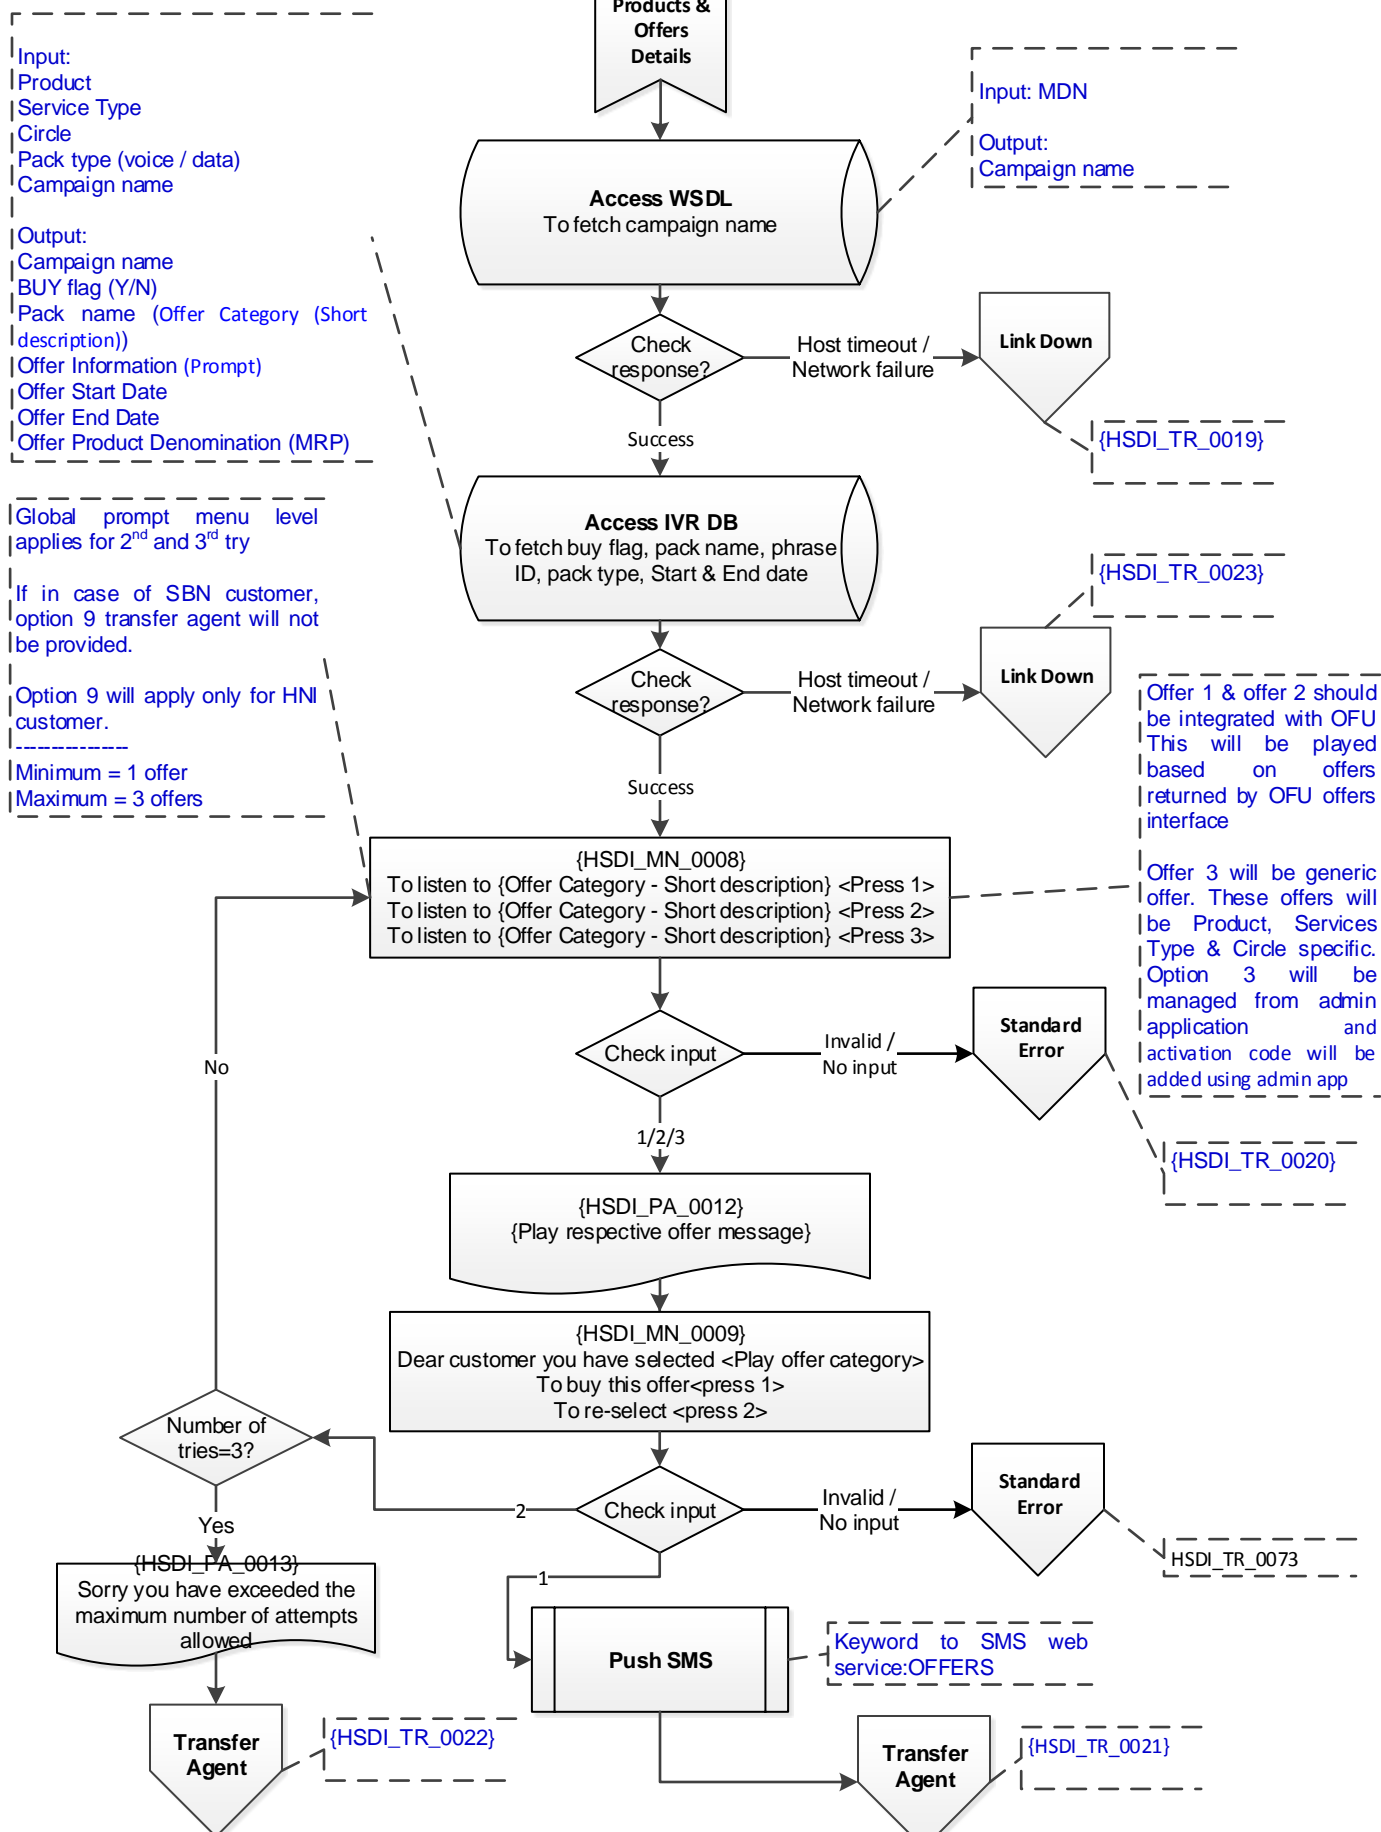 Products &
Offers
Details
Input:
Product
Service Type
Circle
Pack type (voice / data)
Campaign name
Output:
Campaign name
BUY flag (Y/N)
Pack name (Offer Category (Short
description))
Offer Information (Prompt)
Offer Start Date
Offer End Date
Offer Product Denomination (MRP)
Input: MDN
Output:
Campaign name
Access WSDL
To fetch campaign name
Check
response?
Host timeout /
Network failure
Link Down
{HSDI_TR_0019}
Success
Access IVR DB
To fetch buy flag, pack name, phrase
ID, pack type, Start & End date
Global prompt menu level
applies for 2nd and 3rd try
If in case of SBN customer,
option 9 transfer agent will not
be provided.
Option 9 will apply only for HNI
customer.
----------------
Minimum = 1 offer
Maximum = 3 offers
{HSDI_TR_0023}
Check
response?
Host timeout /
Network failure
Link Down
Success
Offer 1 & offer 2 should
be integrated with OFU
This will be played
based on offers
returned by OFU offers
interface
Offer 3 will be generic
offer. These offers will
be Product, Services
Type & Circle specific.
Option 3 will be
managed from admin
application and
activation code will be
added using admin app
{HSDI_MN_0008}
To listen to {Offer Category - Short description} <Press 1>
To listen to {Offer Category - Short description} <Press 2>
To listen to {Offer Category - Short description} <Press 3>
No
Check input
Invalid /
No input
Standard
Error
{HSDI_TR_0020}
1/2/3
{HSDI_PA_0012}
{Play respective offer message}
{HSDI_MN_0009}
Dear customer you have selected <Play offer category>
To buy this offer<press 1>
To re-select <press 2>
Number of
tries=3?
2
Check input
Invalid /
No input
Standard
Error
HSDI_TR_0073
Yes
1
{HSDI_PA_0013}
Sorry you have exceeded the
maximum number of attempts
allowed
Push SMS
Keyword to SMS web
service:OFFERS
Transfer
Agent
{HSDI_TR_0022}
Transfer
Agent
{HSDI_TR_0021}